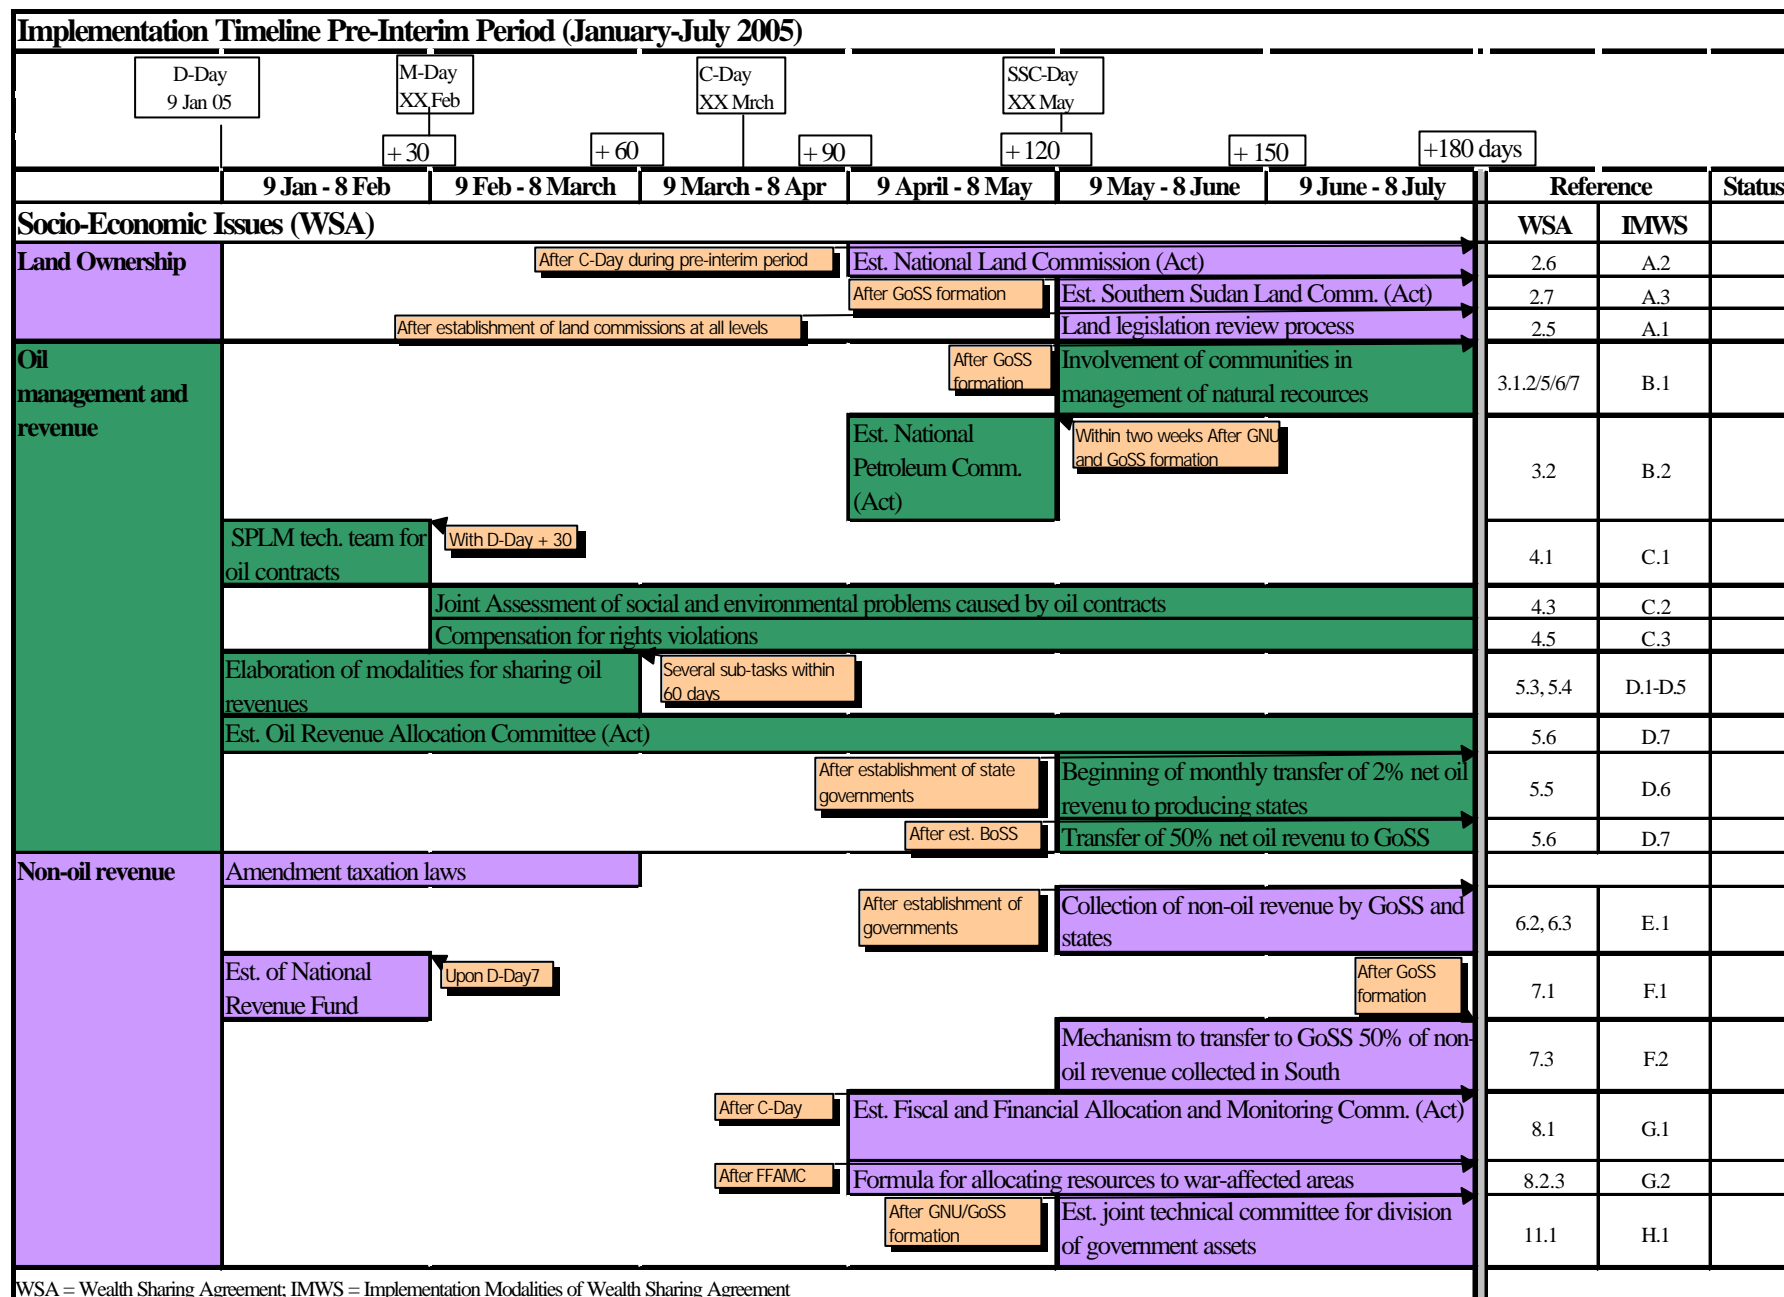 Implementation Timeline Pre-Interim Period (January-July 2005)
D-Day
9 Jan 05
M-Day
XX Feb
C-Day
XX Mrch
SSC-Day
XX May
+ 30
+ 60
+ 90
+ 120
+ 150
+180 days
9 Jan - 8 Feb
9 Feb - 8 March
9 March - 8 Apr
9 April - 8 May
9 May - 8 June
9 June - 8 July
Reference
Status
Socio-Economic Issues (WSA)
WSA
IMWS
Land Ownership
After C-Day during pre-interim period
Est. National Land Commission (Act)
2.6
A.2
After GoSS formation
Est. Southern Sudan Land Comm. (Act)
2.7
A.3
After establishment of land commissions at all levels
Land legislation review process
2.5
A.1
Oil
management and
revenue
After GoSS
formation
Involvement of communities in
management of natural recources
3.1.2/5/6/7
B.1
Est. National
Petroleum Comm.
(Act)
Within two weeks After GNU
and GoSS formation
3.2
B.2
SPLM tech. team for
oil contracts
With D-Day + 30
4.1
C.1
Joint Assessment of social and environmental problems caused by oil contracts
4.3
C.2
Compensation for rights violations
4.5
C.3
Elaboration of modalities for sharing oil
revenues
Several sub-tasks within
60 days
5.3, 5.4
D.1-D.5
Est. Oil Revenue Allocation Committee (Act)
5.6
D.7
After establishment of state
governments
Beginning of monthly transfer of 2% net oil
revenu to producing states
5.5
D.6
After est. BoSS
Transfer of 50% net oil revenu to GoSS
5.6
D.7
Non-oil revenue
Amendment taxation laws
After establishment of
governments
Collection of non-oil revenue by GoSS and
states
6.2, 6.3
E.1
Est. of National
Revenue Fund
Upon D-Day7
After GoSS
formation
7.1
F.1
Mechanism to transfer to GoSS 50% of non-
oil revenue collected in South
7.3
F.2
After C-Day
Est. Fiscal and Financial Allocation and Monitoring Comm. (Act)
8.1
G.1
After FFAMC
Formula for allocating resources to war-affected areas
8.2.3
G.2
After GNU/GoSS
formation
Est. joint technical committee for division
of government assets
11.1
H.1
WSA = Wealth Sharing Agreement; IMWS = Implementation Modalities of Wealth Sharing Agreement